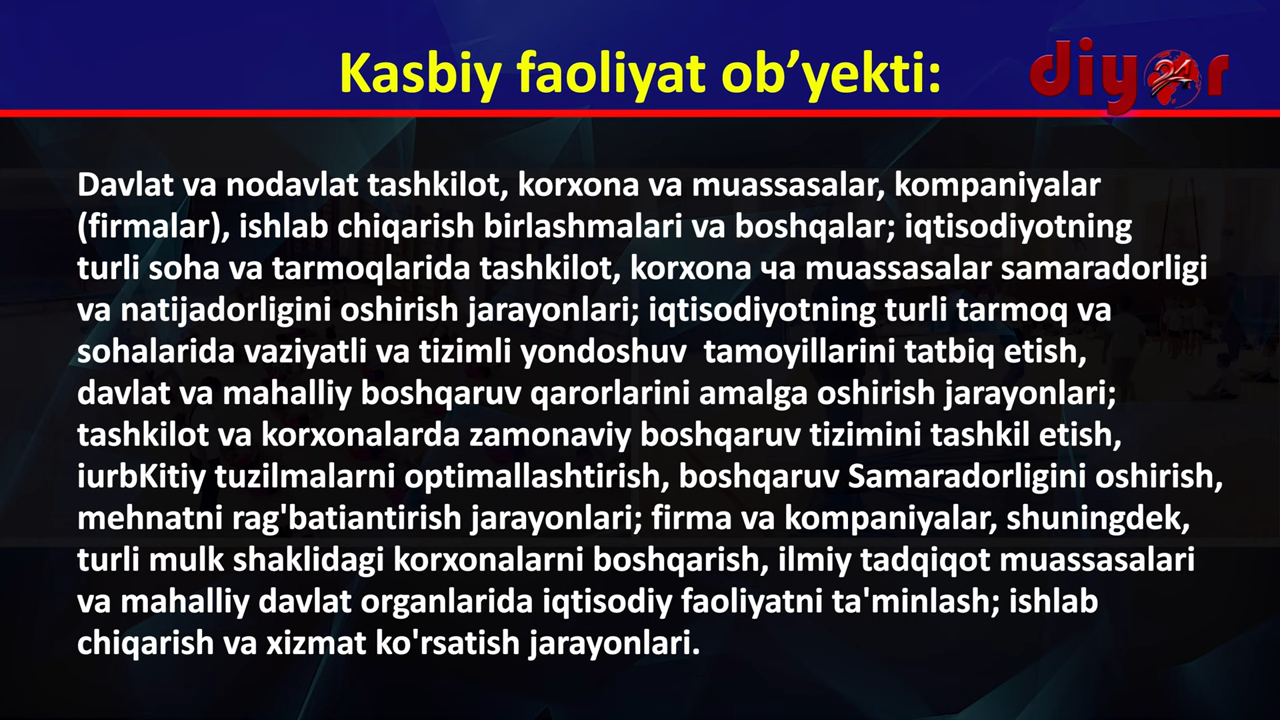 Kasbiy faoliyat ob’yekti:
diyor 24
Davlat va nodavlat tashkilot, korxona va muassasalar, kompaniyalar
(firmalar), ishlab chiqarish birlashmalari va boshqalar; iqtisodiyotning
turli soha va tarmoqlarida tashkilot, korxona ча muassasalar samaradorligi
va natijadorligini oshirish jarayonlari; iqtisodiyotning turli tarmoq va
sohalarida vaziyatli va tizimli yondoshuv  tamoyillarini tatbiq etish,
davlat va mahalliy boshqaruv qarorlarini amalga oshirish jarayonlari;
tashkilot va korxonalarda zamonaviy boshqaruv tizimini tashkil etish,
iurbKitiy tuzilmalarni optimallashtirish, boshqaruv Samaradorligini oshirish,
mehnatni rag'batiantirish jarayonlari; firma va kompaniyalar, shuningdek,
turli mulk shaklidagi korxonalarni boshqarish, ilmiy tadqiqot muassasalari
va mahalliy davlat organlarida iqtisodiy faoliyatni ta'minlash; ishlab
chiqarish va xizmat ko'rsatish jarayonlari.